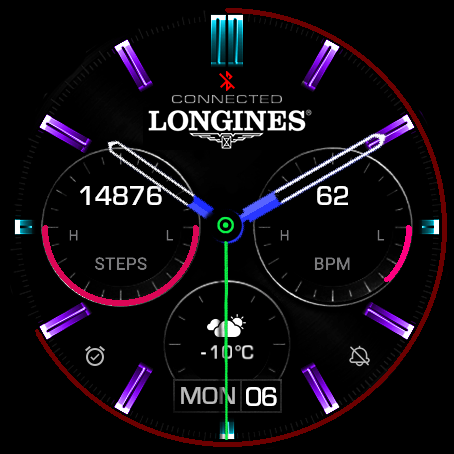 CONNECTED
LONGINES®
14876
62
H L
H L
STEPS
BPM
-10°C
MON 06